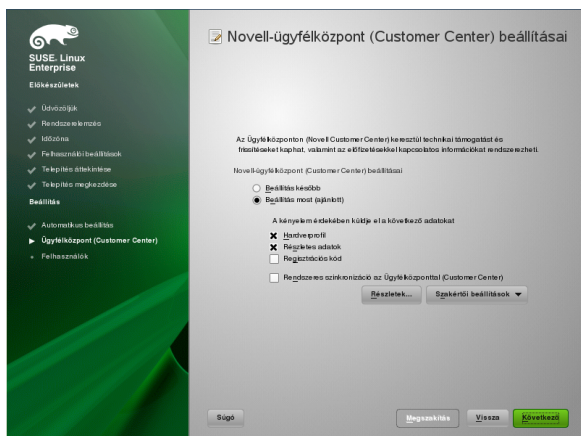 SUSE. Linux
Enterprise
Előkészületek
Üdvözöljük
Rendszerelemzés
Időzóna
Felhasználói beállítások
Telepítés áttekintése
Telepítés megkezdése
Beállítás
Automatikus beállítás
Ügyfélközpont (Customer Center)
Felhasználók
Novell-ügyfélközpont (Customer Center) beállításai
Az Ügyfélközponton (Novell Customer Center) keresztül technikai támogatást és
frissítéseket kaphat, valamint az előfizetésekkel kapcsolatos információkat rendszerezheti.
Novell-ügyfélközpont (Customer Center) beállításai
Beállítás később
Beállítás most (ajánlott)
A kényelem érdekében küldje el a következő adatokat
Hardverprofil
Részletes adatok
Regisztrációs kód
Rendszeres szinkronizáció az Ügyfélközponttal (Customer Center)
Részletek...
Szakértői beállítások
Súgó
Megszakítás
Vissza
Következő